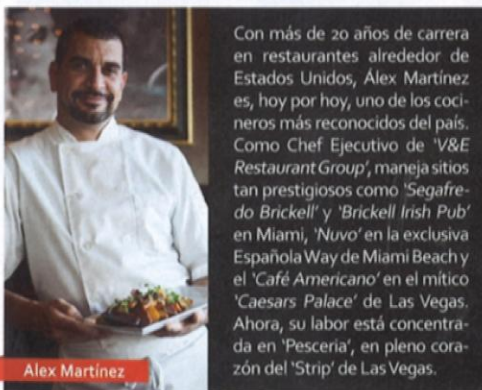 Con más de 20 años de carrera
en restaurantes alrededor de
Estados Unidos, Álex Martínez
es, hoy por hoy, uno de los coci-
neros más reconocidos del país.
Como Chef Ejecutivo de 'V&E
Restaurant Group', maneja sitios
tan prestigiosos como 'Segafre-
do Brickell' y 'Brickell Irish Pub'
en Miami, 'Nuvo' en la exclusiva
Española Way de Miami Beach y
el 'Café Americano' en el mítico
'Caesars Palace' de Las Vegas.
Ahora, su labor está concentra-
da en 'Pesceria', en pleno cora-
zón del 'Strip' de Las Vegas.
Alex Martínez